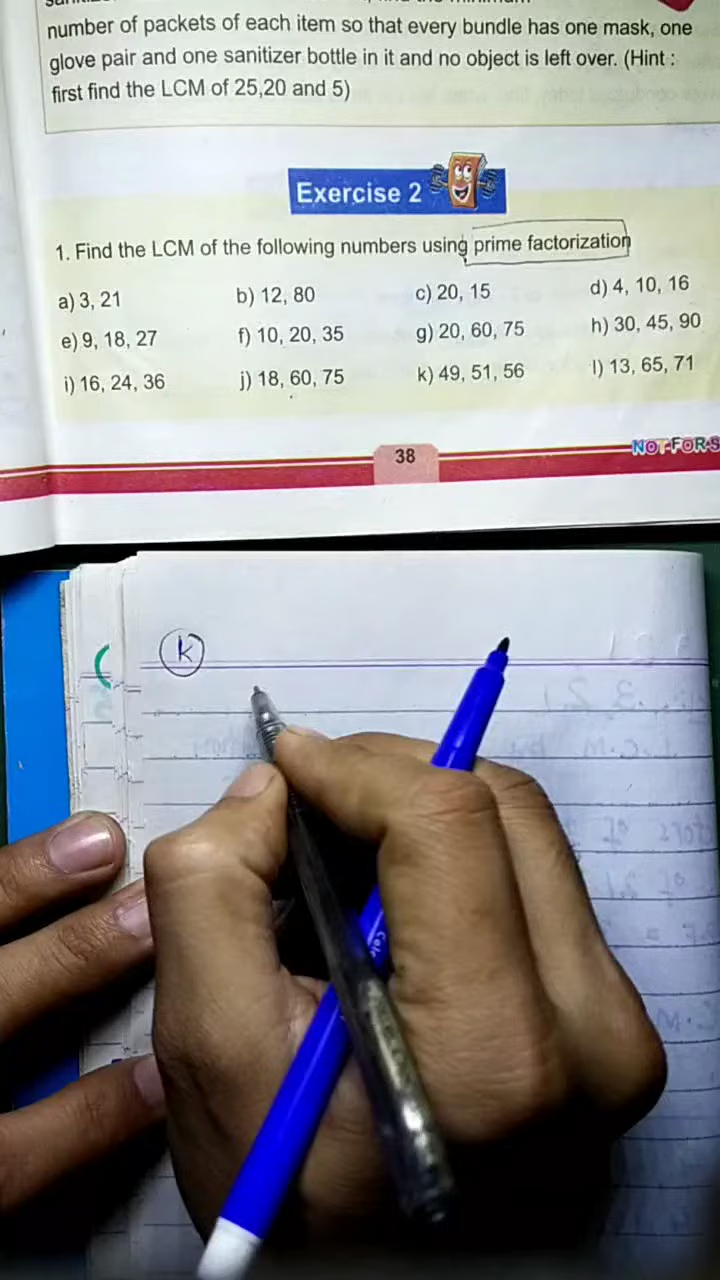 number of packets of each item so that every bundle has one mask, one
glove pair and one sanitizer bottle in it and no object is left over. (Hint :
first find the LCM of 25,20 and 5)
Exercise 2
1. Find the LCM of the following numbers using prime factorization
a) 3, 21 b) 12, 80 c) 20, 15 d) 4, 10, 16
e) 9, 18, 27 f) 10, 20, 35 g) 20, 60, 75 h) 30, 45, 90
i) 16, 24, 36 j) 18, 60, 75 k) 49, 51, 56 l) 13, 65, 71
38
NOT FOR S
k